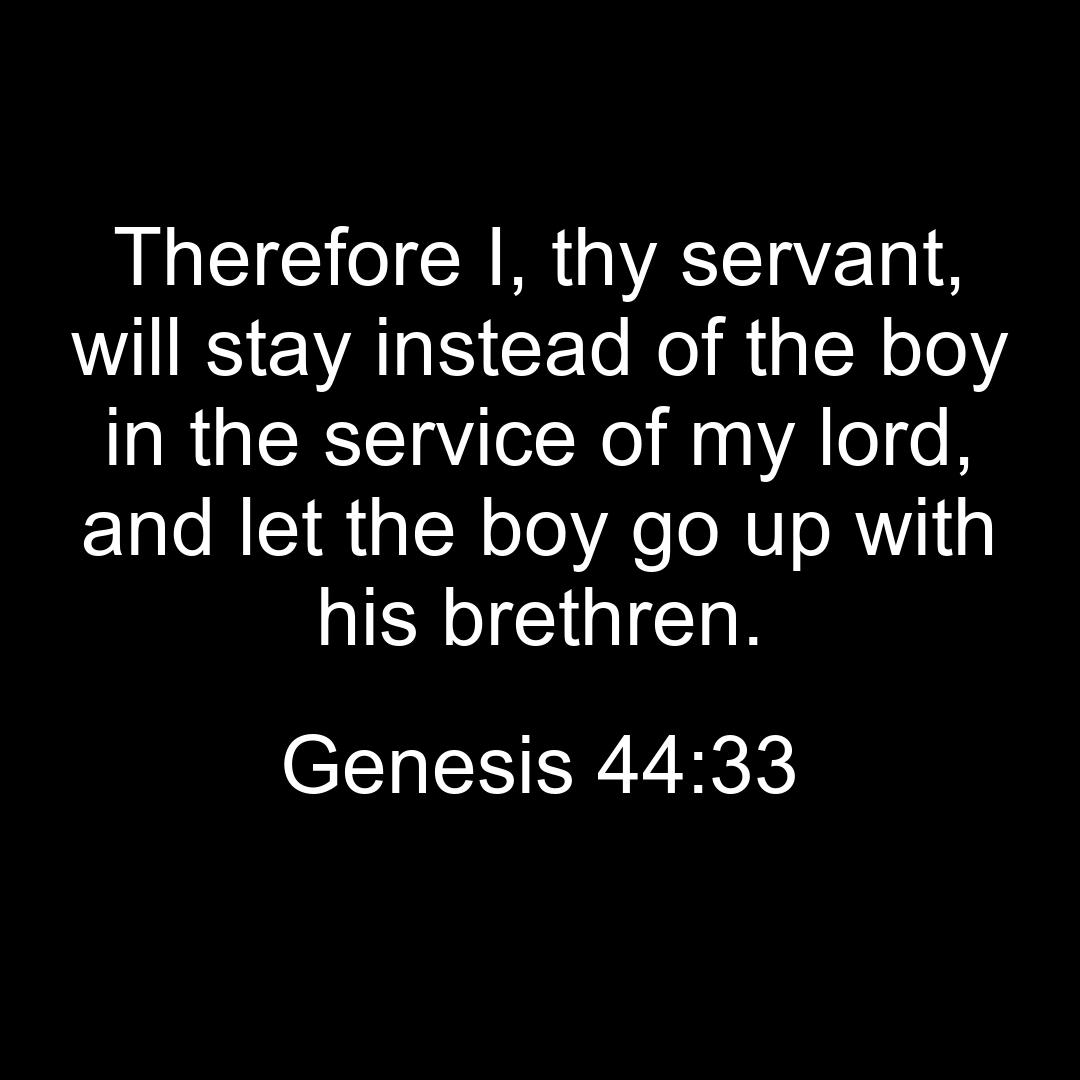 Therefore I, thy servant,
will stay instead of the boy
in the service of my lord,
and let the boy go up with
his brethren.
Genesis 44:33